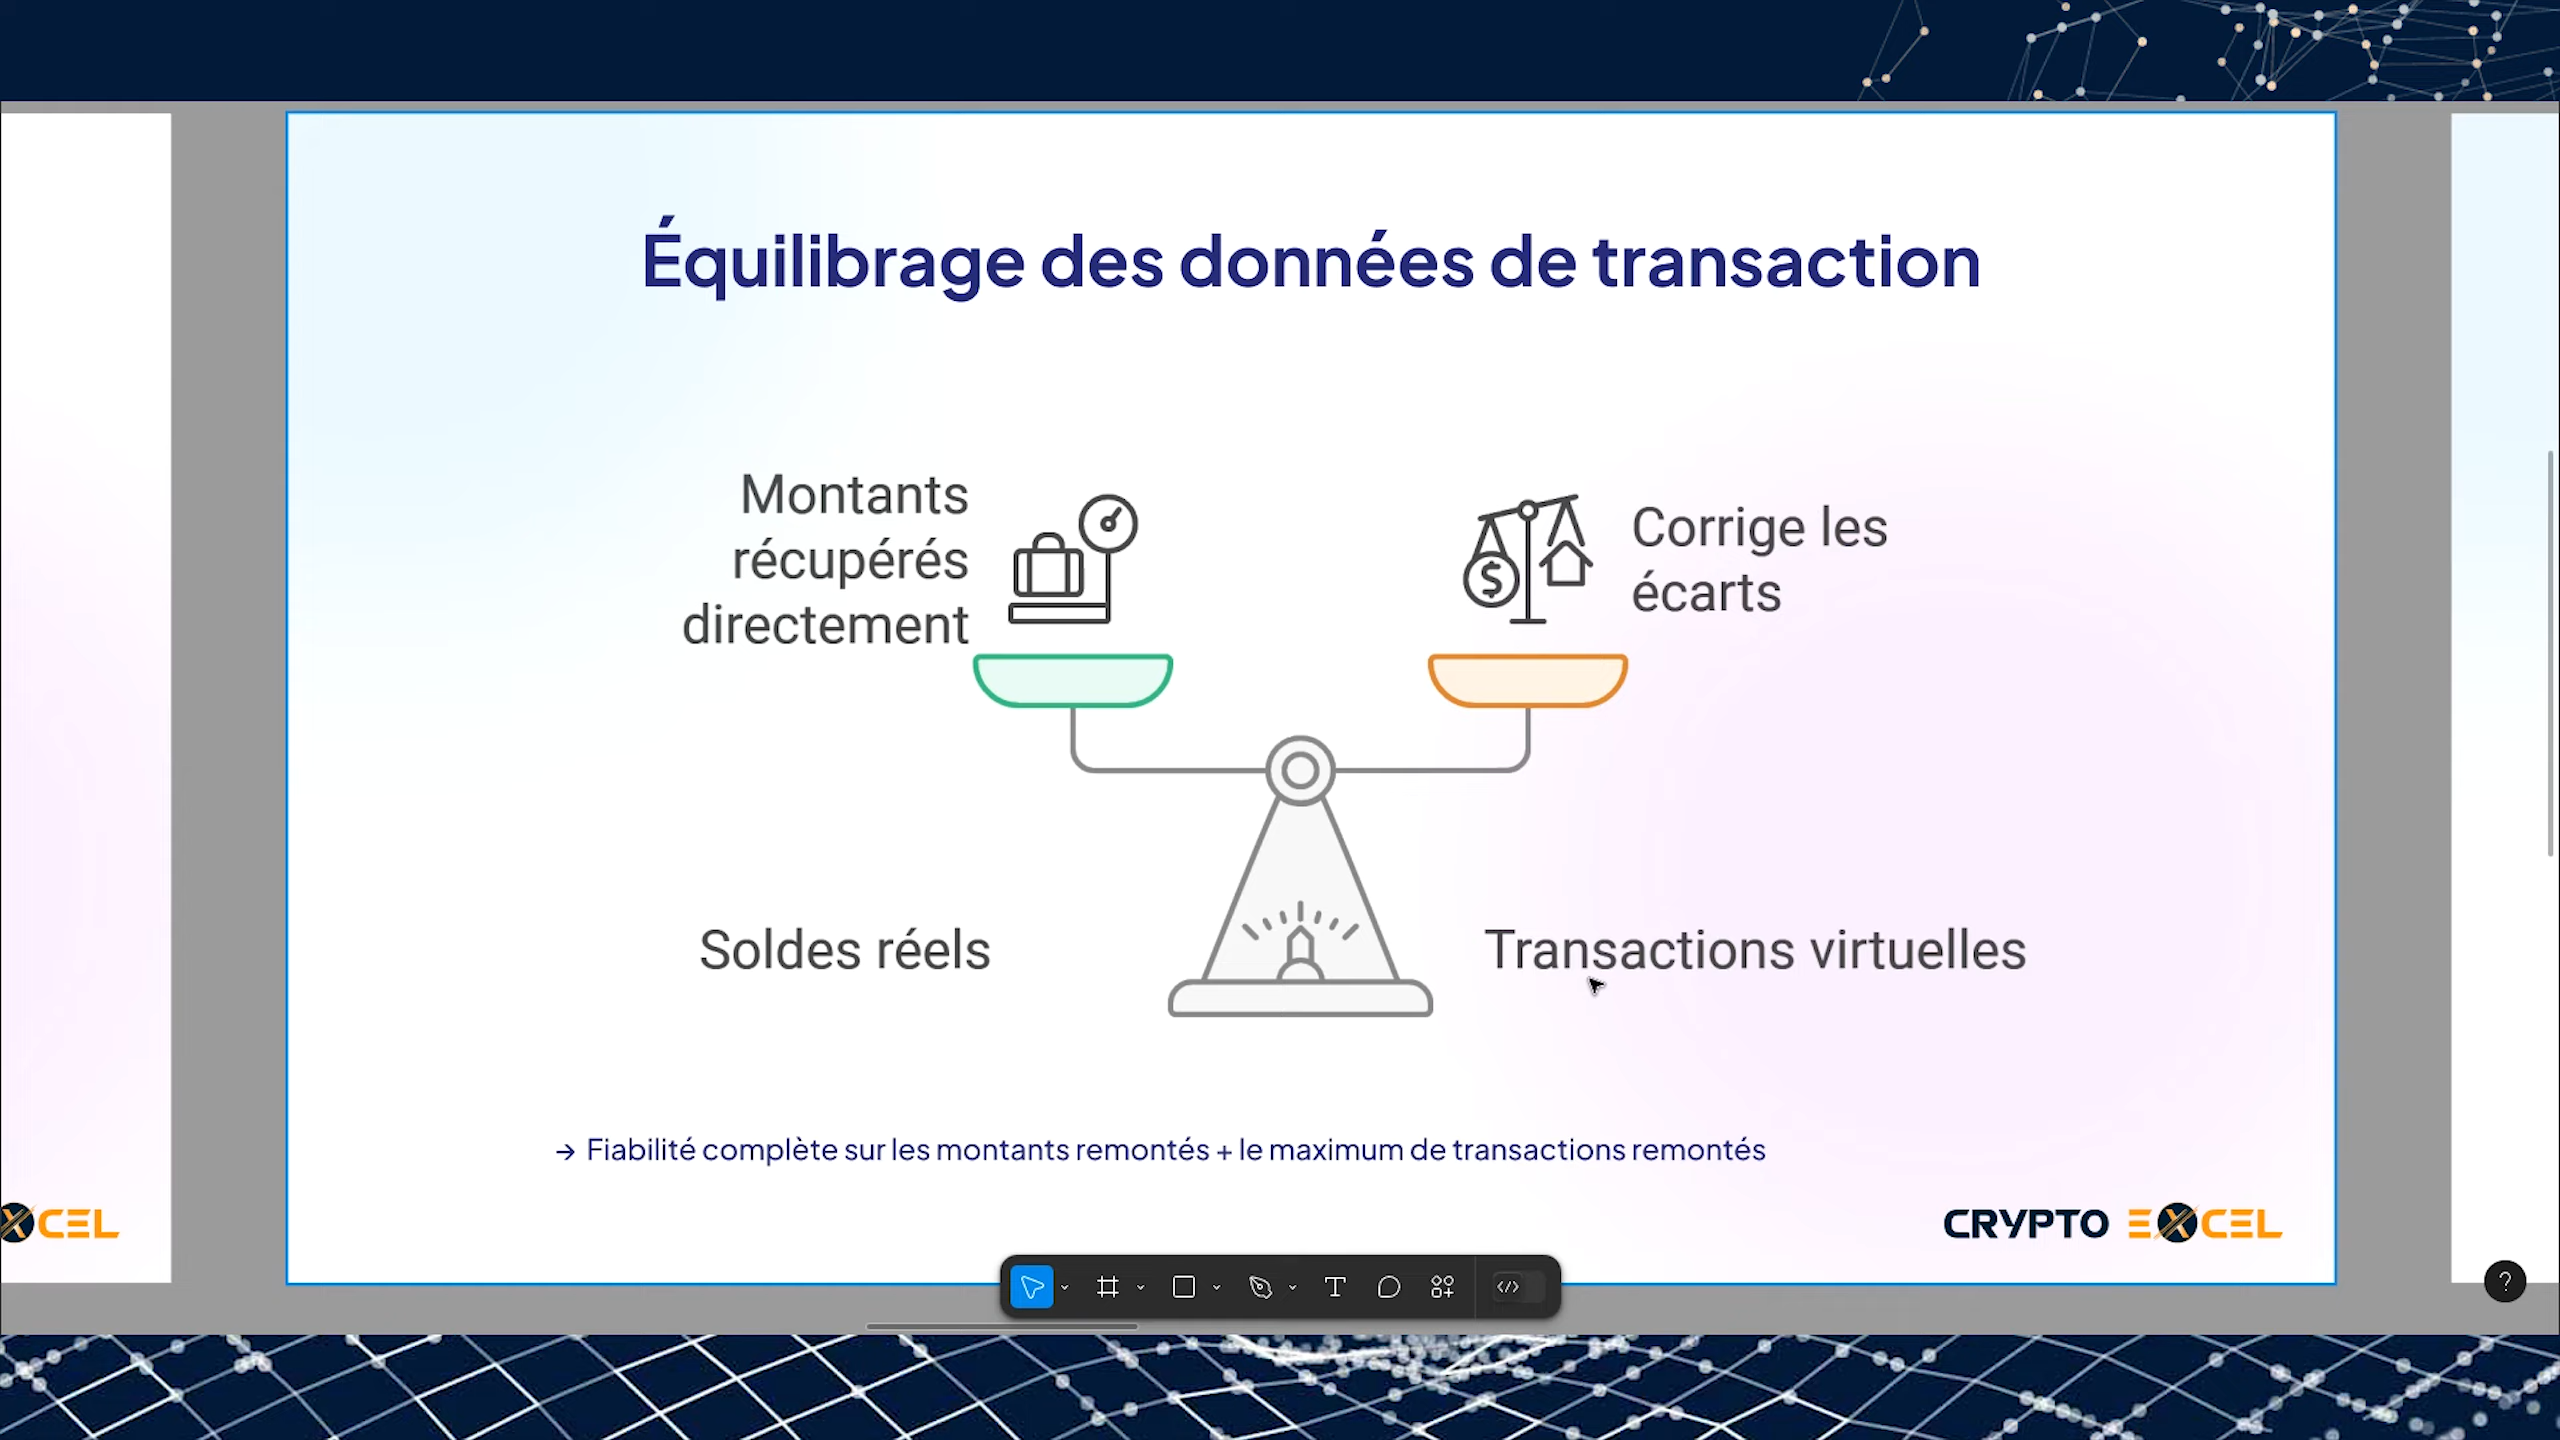 Équilibrage des données de transaction
Montants
récupérés
directement
$
Corrige les
écarts
Soldes réels
Transactions virtuelles
→ Fiabilité complète sur les montants remontés + le maximum de transactions remontés
XCEL
CRYPTO EXCEL
T
</>
?